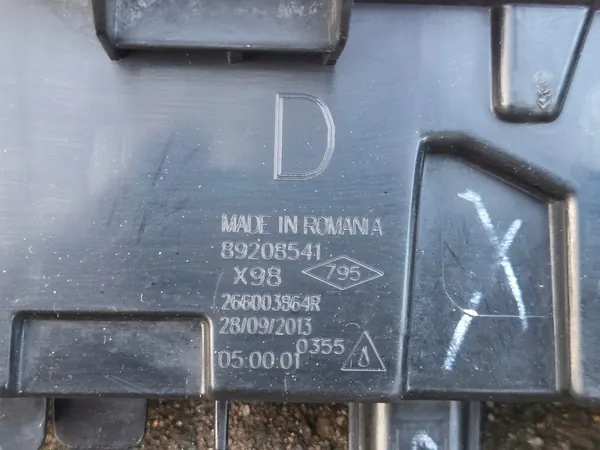 D
MADE IN ROMANIA
89208541
X98 795
266003864R
28/09/2013
0355
05:00:01
X